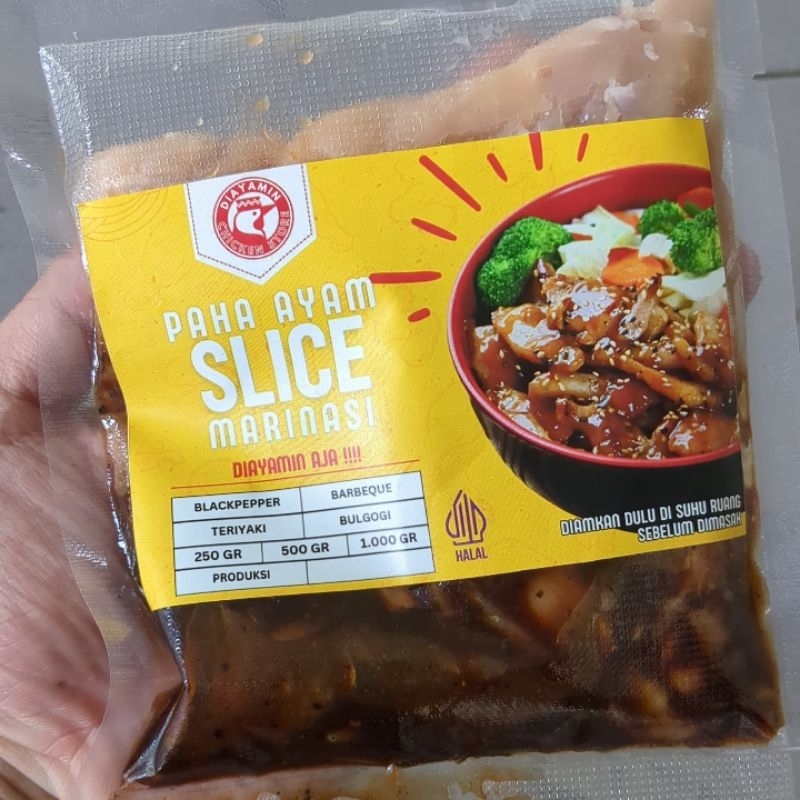 DIAYAMIN
CHICKEN STORE
PAHA AYAM
SLICE
MARINASI
DIAYAMIN AJA !!!!
BLACKPEPPER BARBEQUE
TERIYAKI BULGOGI
250 GR 500 GR 1.000 GR
PRODUKSI
HALAL
DIAMKAN DULU DI SUHU RUANG
SEBELUM DIMASAK